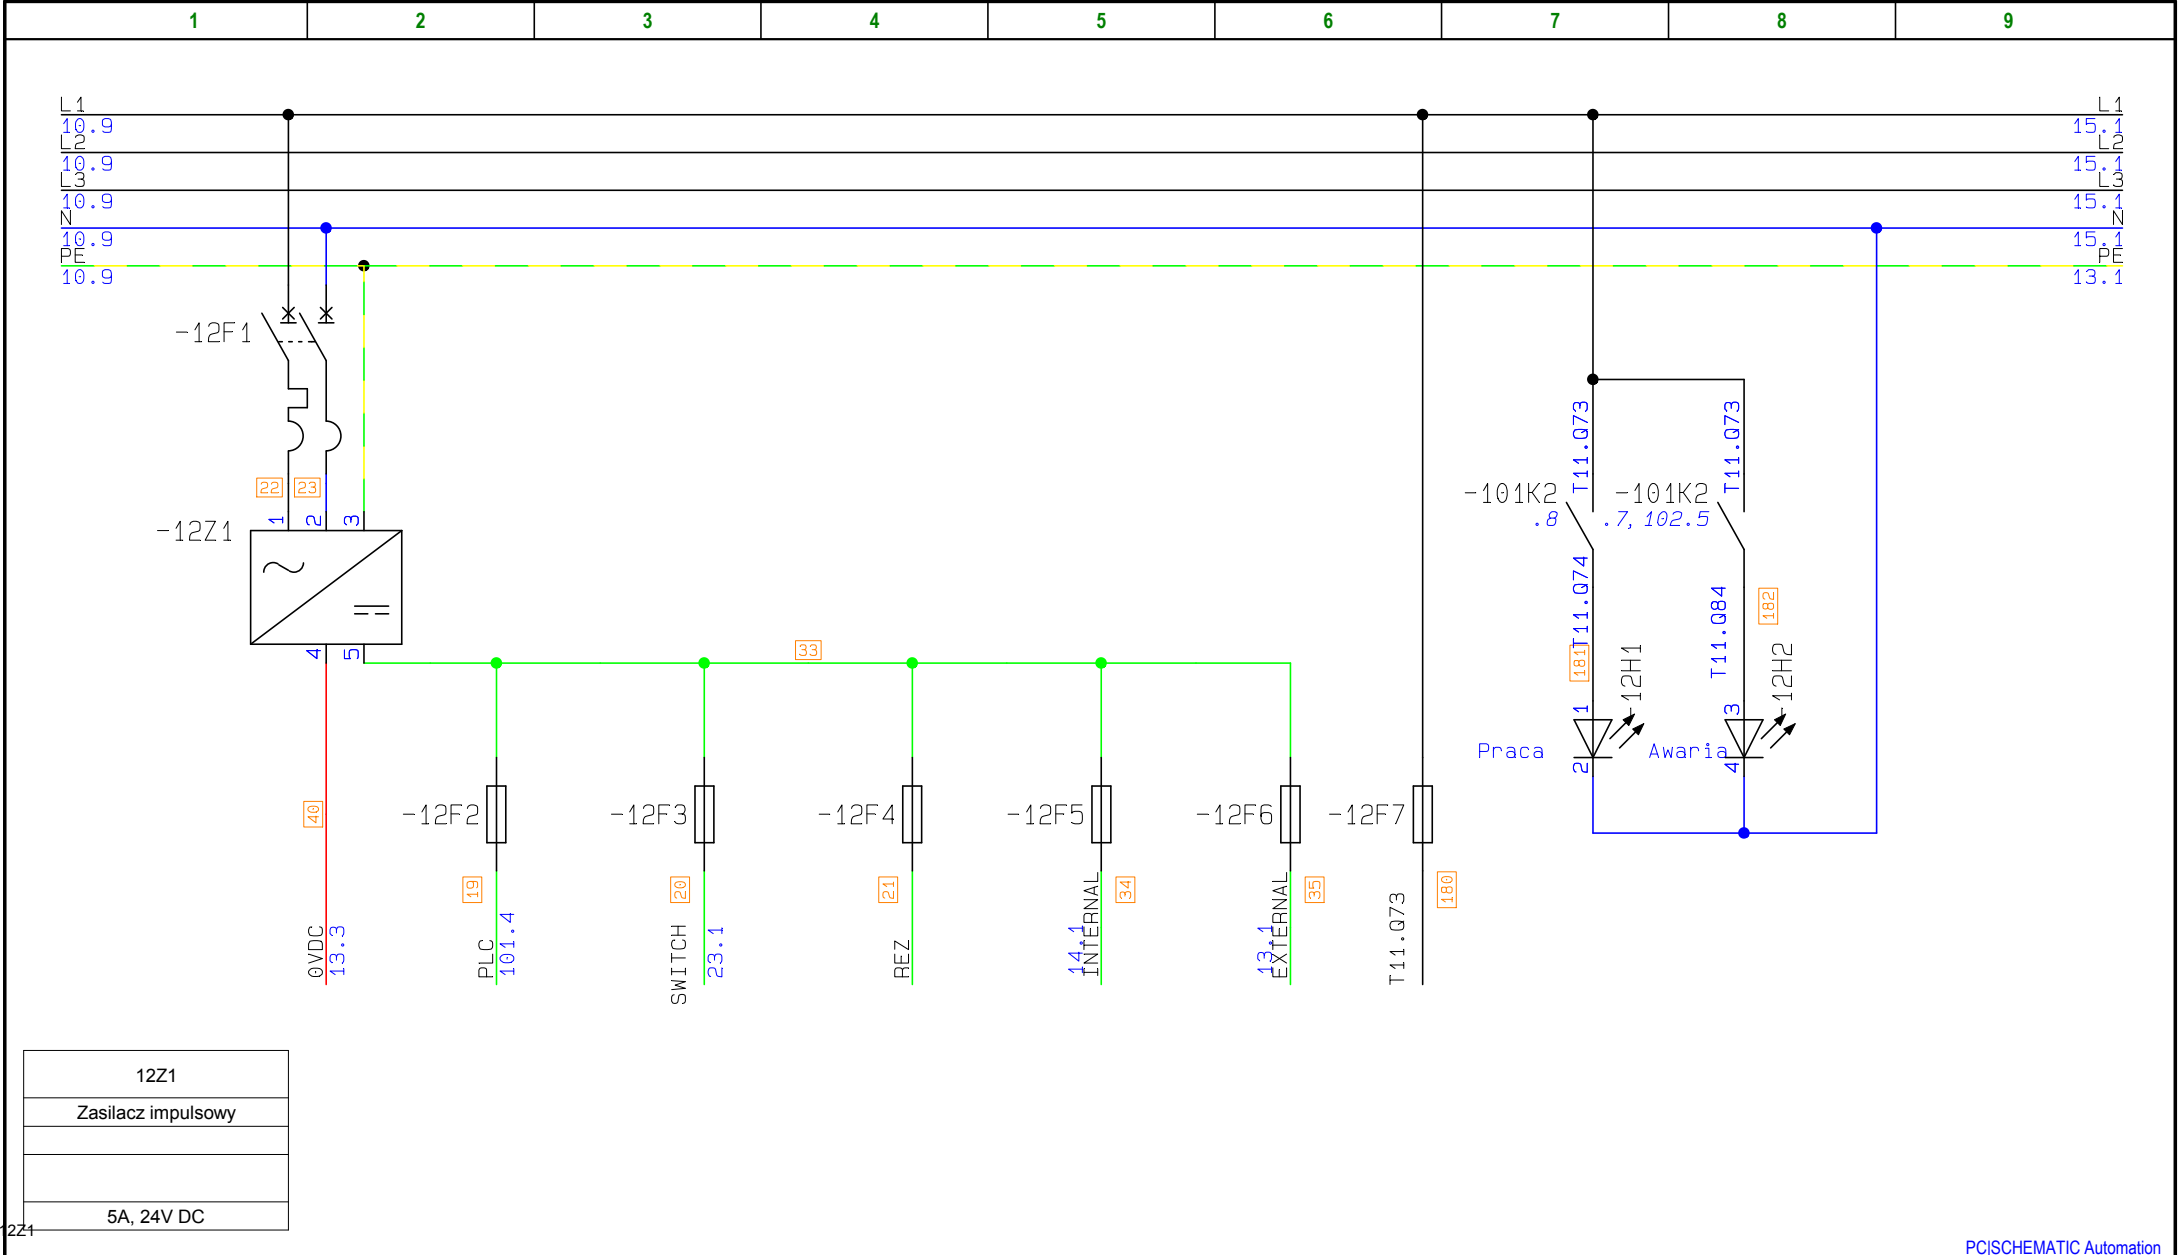 1 2 3 4 5 6 7 8 9
L1 L1
10.9 15.1
L2 L2
10.9 15.1
L3 L3
10.9 15.1
N N
10.9 15.1
PE PE
10.9 13.1
-12F1
T11.Q73 T11.Q73
22 23
-101K2 -101K2
.8 .7, 102.5
1 2 3
-12Z1
T11.Q74 T11.Q84
182
4 5
33
181
-12H1 -12H2
1 3
Praca Awaria
2 4
40
-12F2 -12F3 -12F4 -12F5 -12F6 -12F7
19 20 21 34 35 180
0VDC PLC SWITCH REZ INTERNAL EXTERNAL T11.Q73
13.3 101.4 23.1 14.1 13.1
12Z1
Zasilacz impulsowy
5A, 24V DC
12Z1
PC|SCHEMATIC Automation